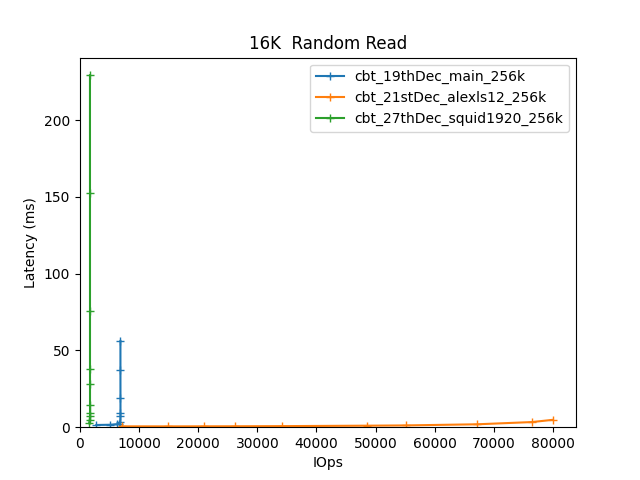 16K  Random Read
cbt_19thDec_main_256k
cbt_21stDec_alexls12_256k
cbt_27thDec_squid1920_256k
Latency (ms)
200
150
100
50
0
0 10000 20000 30000 40000 50000 60000 70000 80000
IOps